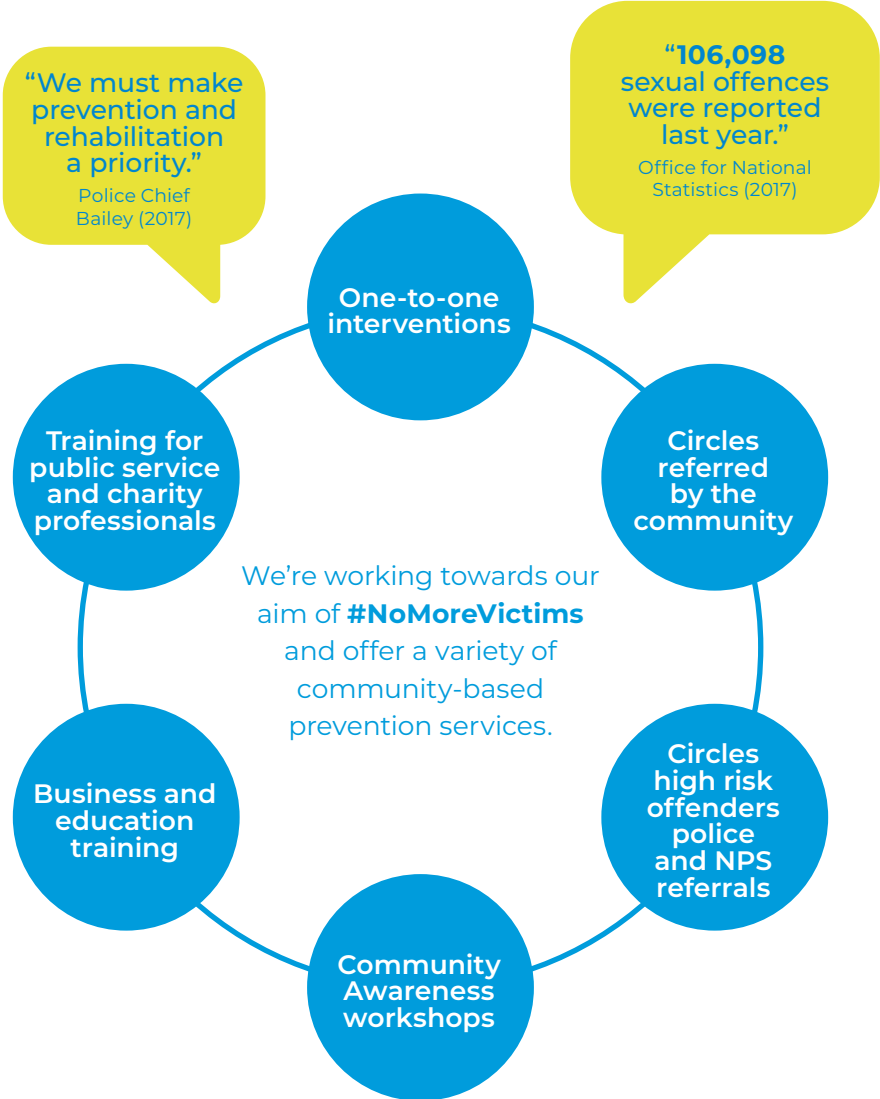 “We must make
prevention and
rehabilitation
a priority.”
Police Chief
Bailey (2017)
“106,098
sexual offences
were reported
last year.”
Office for National
Statistics (2017)
One-to-one
interventions
Training for
public service
and charity
professionals
Circles
referred
by the
community
We’re working towards our
aim of #NoMoreVictims
and offer a variety of
community-based
prevention services.
Business and
education
training
Circles
high risk
offenders
police
and NPS
referrals
Community
Awareness
workshops